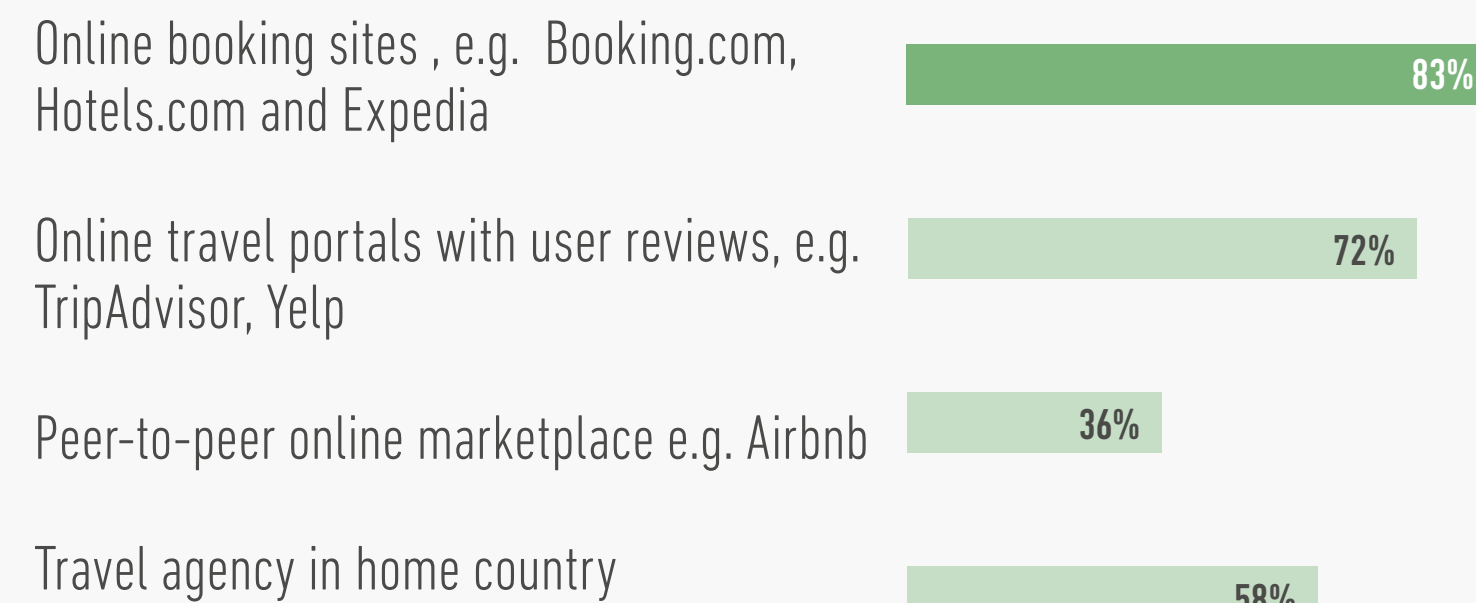 Online booking sites , e.g.  Booking.com,
Hotels.com and Expedia
83%
Online travel portals with user reviews, e.g.
TripAdvisor, Yelp
72%
Peer-to-peer online marketplace e.g. Airbnb
36%
Travel agency in home country
58%